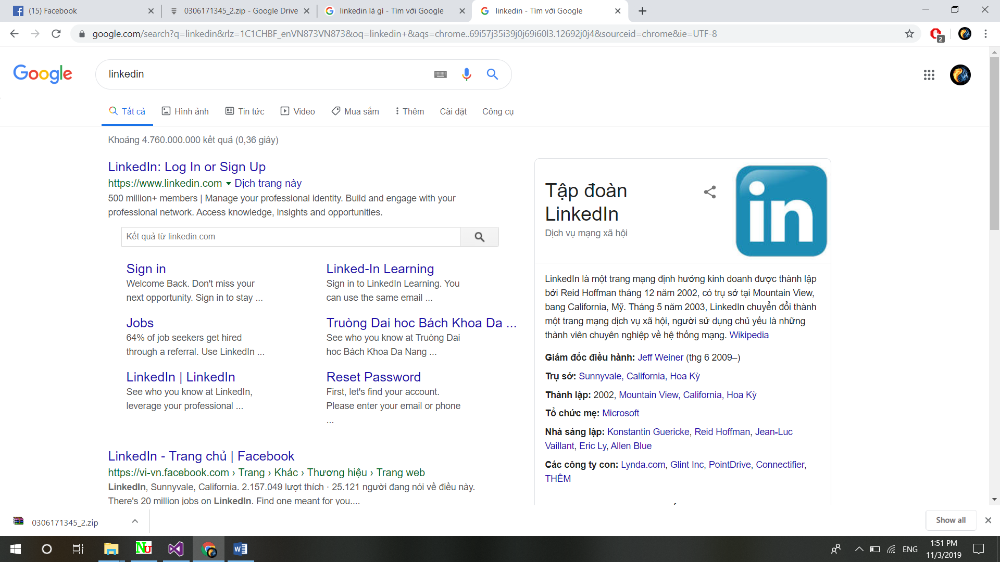 (15) Facebook
0306171345_2.zip - Google Drive
linkedin là gì - Tìm với Google
linkedin - Tìm với Google
google.com/search?q=linkedin&rlz=1C1CHBF_enVN873VN873&oq=linkedin+&aqs=chrome..69i57j35i39j0j69i60l3.12692j0j4&sourceid=chrome&ie=UTF-8
2
Google
linkedin
Tất cả
Hình ảnh
Tin tức
Video
Mua sắm
Thêm
Cài đặt
Công cụ
Khoảng 4.760.000.000 kết quả (0,36 giây)
LinkedIn: Log In or Sign Up
https://www.linkedin.com Dịch trang này
500 million+ members | Manage your professional identity. Build and engage with your
professional network. Access knowledge, insights and opportunities.
Kết quả từ linkedin.com
Sign in
Welcome Back. Don't miss your
next opportunity. Sign in to stay ...
Linked-In Learning
Sign in to LinkedIn Learning. You
can use the same email ...
Jobs
64% of job seekers get hired
through a referral. Use LinkedIn ...
Truòng Dai hoc Bách Khoa Da ...
See who you know at Truòng Dai
hoc Bách Khoa Da Nang ...
LinkedIn | LinkedIn
See who you know at LinkedIn,
leverage your professional ...
Reset Password
First, let's find your account.
Please enter your email or phone
...
LinkedIn - Trang chủ | Facebook
https://vi-vn.facebook.com › Trang › Khác › Thương hiệu › Trang web
LinkedIn, Sunnyvale, California. 2.157.049 lượt thích · 25.121 người đang nói về điều này.
There's 20 million jobs on LinkedIn. Find one meant for you....
Tập đoàn
LinkedIn
Dịch vụ mạng xã hội
in
LinkedIn là một trang mạng định hướng kinh doanh được thành lập
bởi Reid Hoffman tháng 12 năm 2002, có trụ sở tại Mountain View,
bang California, Mỹ. Tháng 5 năm 2003, LinkedIn chuyển đổi thành
một trang mạng dịch vụ xã hội, người sử dụng chủ yếu là những
thành viên chuyên nghiệp về hệ thống mạng. Wikipedia
Giám đốc điều hành: Jeff Weiner (thg 6 2009–)
Trụ sở: Sunnyvale, California, Hoa Kỳ
Thành lập: 2002, Mountain View, California, Hoa Kỳ
Tổ chức mẹ: Microsoft
Nhà sáng lập: Konstantin Guericke, Reid Hoffman, Jean-Luc
Vaillant, Eric Ly, Allen Blue
Các công ty con: Lynda.com, Glint Inc, PointDrive, Connectifier,
THÊM
0306171345_2.zip
Show all
Nu
W
ENG
1:51 PM
11/3/2019